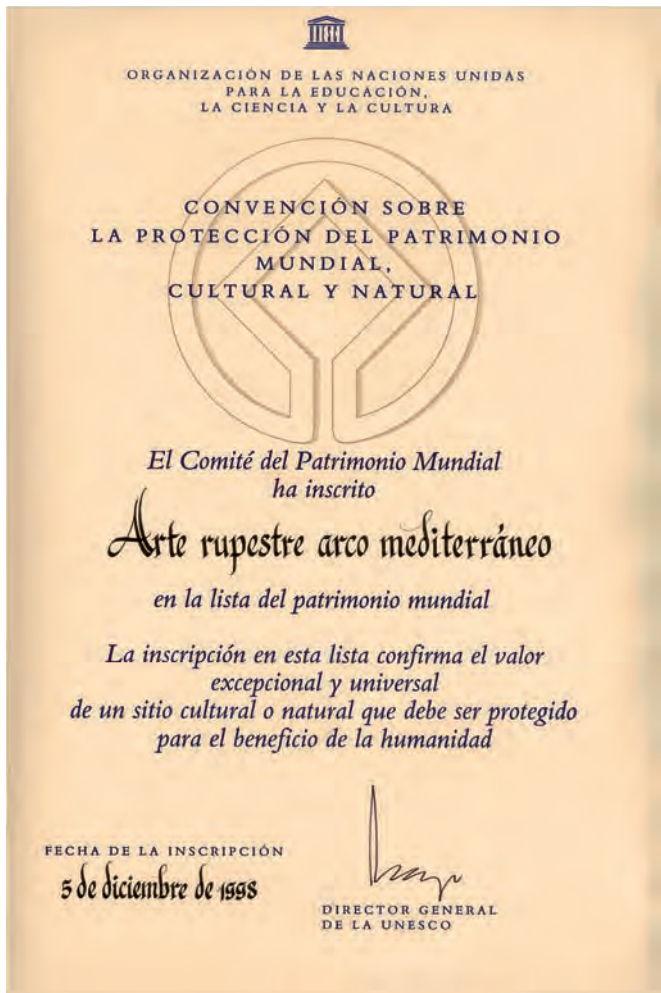 ORGANIZACIÓN DE LAS NACIONES UNIDAS
PARA LA EDUCACIÓN,
LA CIENCIA Y LA CULTURA
CONVENCIÓN SOBRE
LA PROTECCIÓN DEL PATRIMONIO
MUNDIAL,
CULTURAL Y NATURAL
El Comité del Patrimonio Mundial
ha inscrito
Arte rupestre arco mediterráneo
en la lista del patrimonio mundial
La inscripción en esta lista confirma el valor
excepcional y universal
de un sitio cultural o natural que debe ser protegido
para el beneficio de la humanidad
FECHA DE LA INSCRIPCIÓN
5 de diciembre de 1998
DIRECTOR GENERAL
DE LA UNESCO